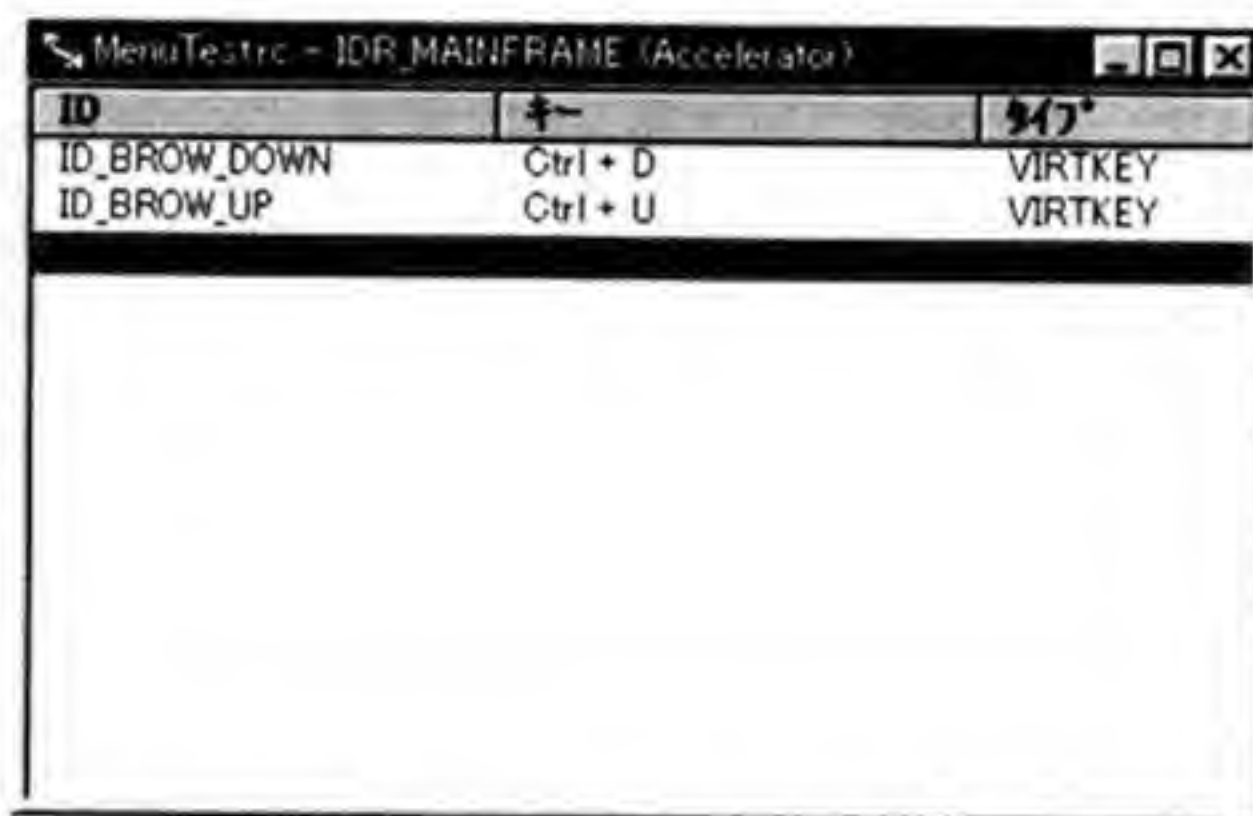 MenuTest.rc - IDR_MAINFRAME (Accelerator)
ID キー タイプ
ID_BROW_DOWN Ctrl + D VIRTKEY
ID_BROW_UP Ctrl + U VIRTKEY